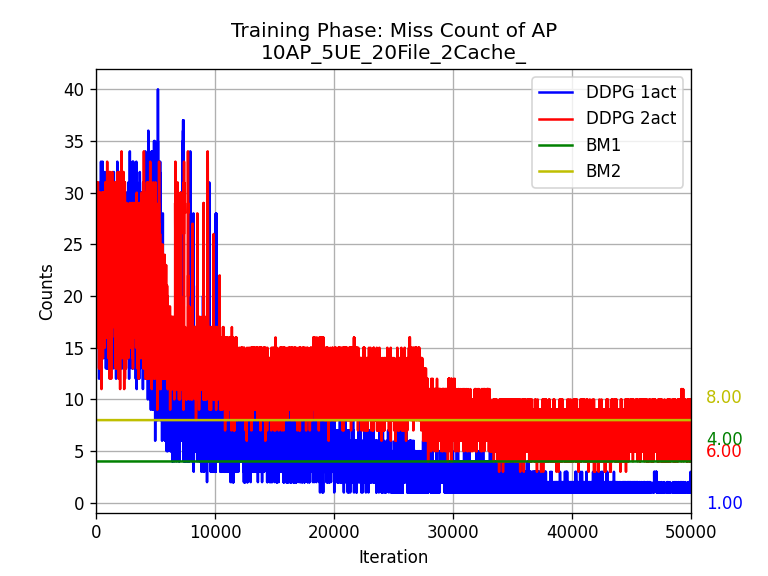 Training Phase: Miss Count of AP
10AP_5UE_20File_2Cache_
DDPG 1act
DDPG 2act
BM1
BM2
Counts
40
35
30
25
20
15
10
5
0
8.00
4.00
6.00
1.00
0 10000 20000 30000 40000 50000
Iteration